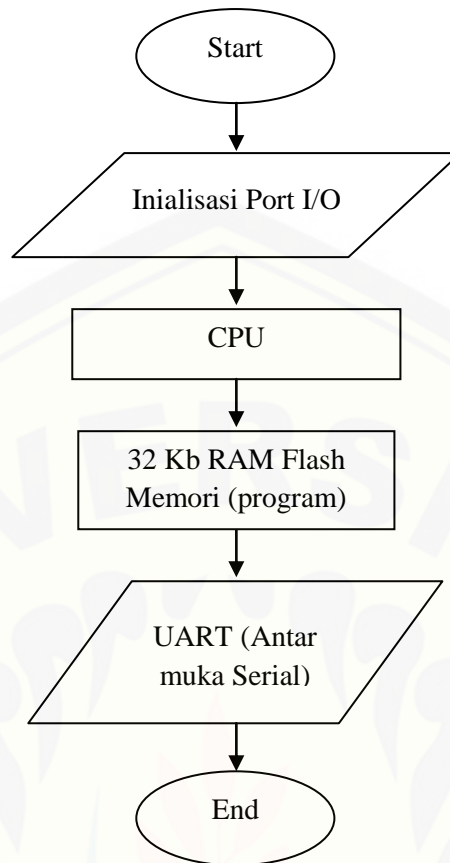 Start
Inialisasi Port I/O
CPU
32 Kb RAM Flash
Memori (program)
UART (Antar
muka Serial)
End